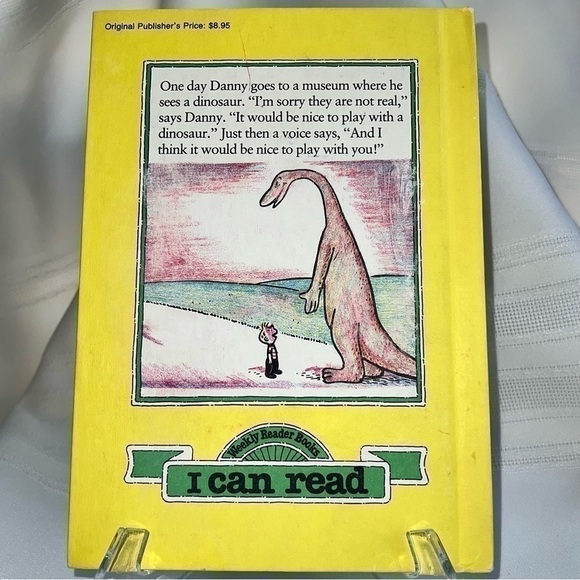 Original Publisher's Price: $8.95
One day Danny goes to a museum where he
sees a dinosaur. "I'm sorry they are not real,"
says Danny. "It would be nice to play with a
dinosaur." Just then a voice says, "And I
think it would be nice to play with you!"
Weekly Reader Books
I can read